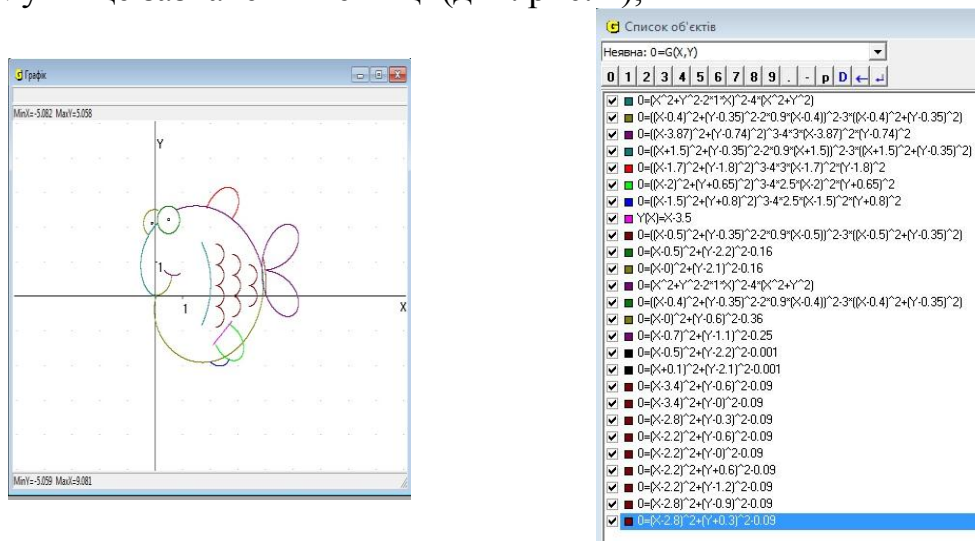 Графік
MinX=-5.082 MaxY=5.058
Y
1
1
X
MinY=-5.059 MaxX=9.081
Список об'єктів
Неявна: 0=G(X,Y)
0 1 2 3 4 5 6 7 8 9 . - p D ← ↵
0=(X^2+Y^2-2*1*X)^2-4*(X^2+Y^2)
0=((X-0.4)^2+(Y-0.35)^2-2*0.9*(X-0.4))^2-3*((X-0.4)^2+(Y-0.35)^2)
0=((X-3.87)^2+(Y-0.74)^2)^3-4*3*(X-3.87)^2*(Y-0.74)^2
0=((X+1.5)^2+(Y-0.35)^2-2*0.9*(X+1.5))^2-3*((X+1.5)^2+(Y-0.35)^2)
0=((X-1.7)^2+(Y-1.8)^2)^3-4*3*(X-1.7)^2*(Y-1.8)^2
0=((X-2)^2+(Y+0.65)^2)^3-4*2.5*(X-2)^2*(Y+0.65)^2
0=((X-1.5)^2+(Y+0.8)^2)^3-4*2.5*(X-1.5)^2*(Y+0.8)^2
Y(X)=X-3.5
0=((X-0.5)^2+(Y-0.35)^2-2*0.9*(X-0.5))^2-3*((X-0.5)^2+(Y-0.35)^2)
0=(X-0.5)^2+(Y-2.2)^2-0.16
0=(X-0)^2+(Y-2.1)^2-0.16
0=(X^2+Y^2-2*1*X)^2-4*(X^2+Y^2)
0=((X-0.4)^2+(Y-0.35)^2-2*0.9*(X-0.4))^2-3*((X-0.4)^2+(Y-0.35)^2)
0=(X-0)^2+(Y-0.6)^2-0.36
0=(X-0.7)^2+(Y-1.1)^2-0.25
0=(X-0.5)^2+(Y-2.2)^2-0.001
0=(X+0.1)^2+(Y-2.1)^2-0.001
0=(X-3.4)^2+(Y-0.6)^2-0.09
0=(X-3.4)^2+(Y-0)^2-0.09
0=(X-2.8)^2+(Y-0.3)^2-0.09
0=(X-2.2)^2+(Y-0.6)^2-0.09
0=(X-2.2)^2+(Y-0)^2-0.09
0=(X-2.2)^2+(Y+0.6)^2-0.09
0=(X-2.2)^2+(Y-1.2)^2-0.09
0=(X-2.8)^2+(Y-0.9)^2-0.09
0=(X-2.8)^2+(Y+0.3)^2-0.09